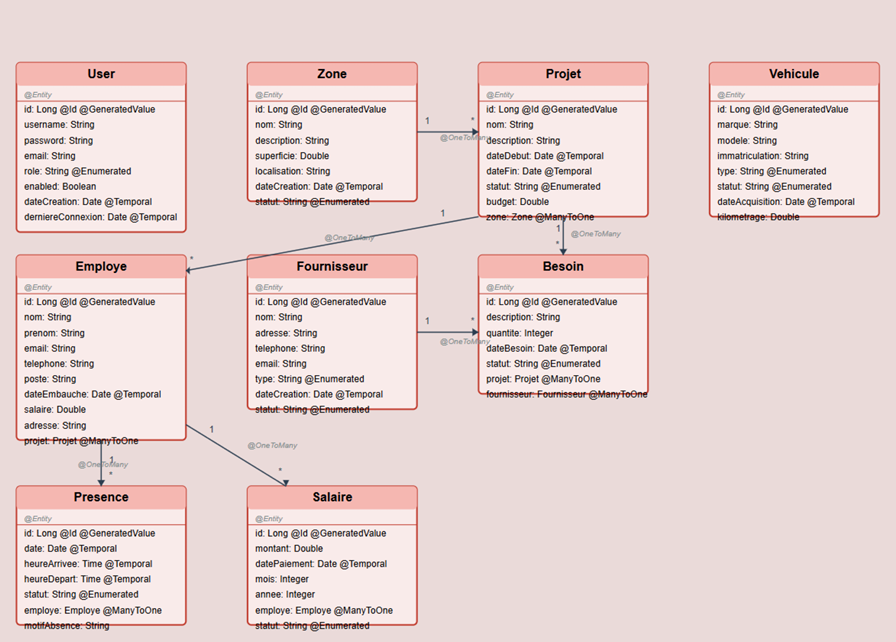 User
@Entity
id: Long @Id @GeneratedValue
username: String
password: String
email: String
role: String @Enumerated
enabled: Boolean
dateCreation: Date @Temporal
derniereConnexion: Date @Temporal
Zone
@Entity
id: Long @Id @GeneratedValue
nom: String
description: String
superficie: Double
localisation: String
dateCreation: Date @Temporal
statut: String @Enumerated
1
*
@OneToMany
Projet
@Entity
id: Long @Id @GeneratedValue
nom: String
description: String
dateDebut: Date @Temporal
dateFin: Date @Temporal
statut: String @Enumerated
budget: Double
zone: Zone @ManyToOne
Vehicule
@Entity
id: Long @Id @GeneratedValue
marque: String
modele: String
immatriculation: String
type: String @Enumerated
statut: String @Enumerated
dateAcquisition: Date @Temporal
kilometrage: Double
1
@OneToMany
*
1
@OneToMany
*
Employe
@Entity
id: Long @Id @GeneratedValue
nom: String
prenom: String
email: String
telephone: String
poste: String
dateEmbauche: Date @Temporal
salaire: Double
adresse: String
projet: Projet @ManyToOne
Fournisseur
@Entity
id: Long @Id @GeneratedValue
nom: String
adresse: String
telephone: String
email: String
type: String @Enumerated
dateCreation: Date @Temporal
statut: String @Enumerated
1
*
@OneToMany
Besoin
@Entity
id: Long @Id @GeneratedValue
description: String
quantite: Integer
dateBesoin: Date @Temporal
statut: String @Enumerated
projet: Projet @ManyToOne
fournisseur: Fournisseur @ManyToOne
1
@OneToMany
*
1
@OneToMany
*
Presence
@Entity
id: Long @Id @GeneratedValue
date: Date @Temporal
heureArrivee: Time @Temporal
heureDepart: Time @Temporal
statut: String @Enumerated
employe: Employe @ManyToOne
motifAbsence: String
Salaire
@Entity
id: Long @Id @GeneratedValue
montant: Double
datePaiement: Date @Temporal
mois: Integer
annee: Integer
employe: Employe @ManyToOne
statut: String @Enumerated